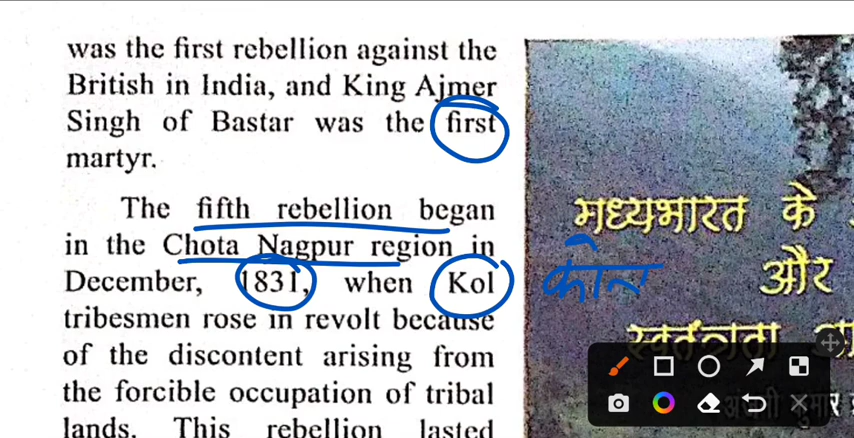 was the first rebellion against the
British in India, and King Ajmer
Singh of Bastar was the first
martyr.
The fifth rebellion began
in the Chota Nagpur region in
December, 1831, when Kol
tribesmen rose in revolt because
of the discontent arising from
the forcible occupation of tribal
lands. This rebellion lasted
मध्यभारत के
और
स्वतंत्रता